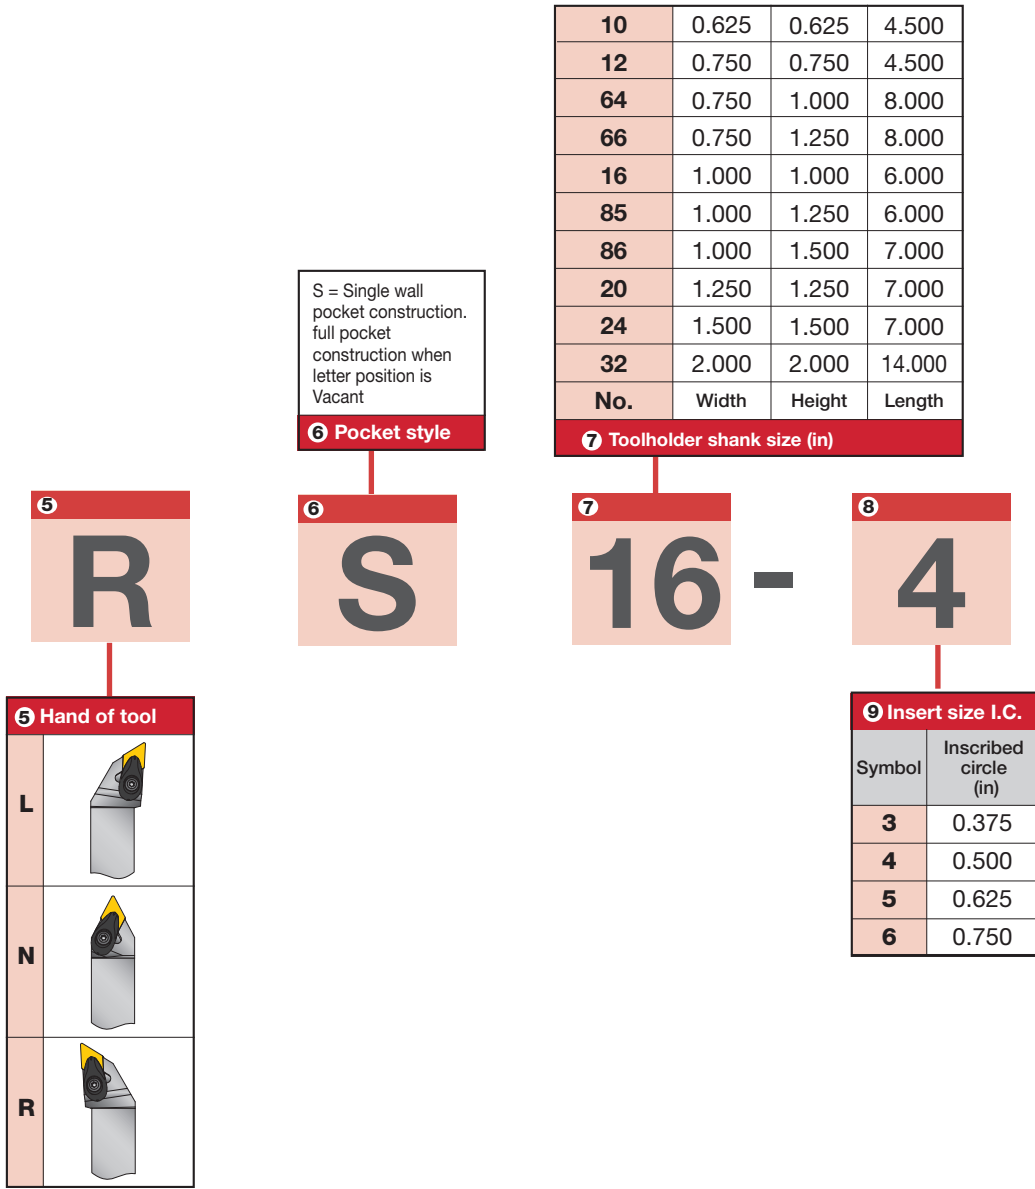 10 0.625 0.625 4.500
12 0.750 0.750 4.500
64 0.750 1.000 8.000
66 0.750 1.250 8.000
16 1.000 1.000 6.000
85 1.000 1.250 6.000
86 1.000 1.500 7.000
20 1.250 1.250 7.000
24 1.500 1.500 7.000
32 2.000 2.000 14.000
No. Width Height Length
7 Toolholder shank size (in)
S = Single wall
pocket construction.
full pocket
construction when
letter position is
Vacant
6 Pocket style
5
R
6
S
7
16 -
8
4
5 Hand of tool
L
N
R
9 Insert size I.C.
Symbol Inscribed
circle
(in)
3 0.375
4 0.500
5 0.625
6 0.750